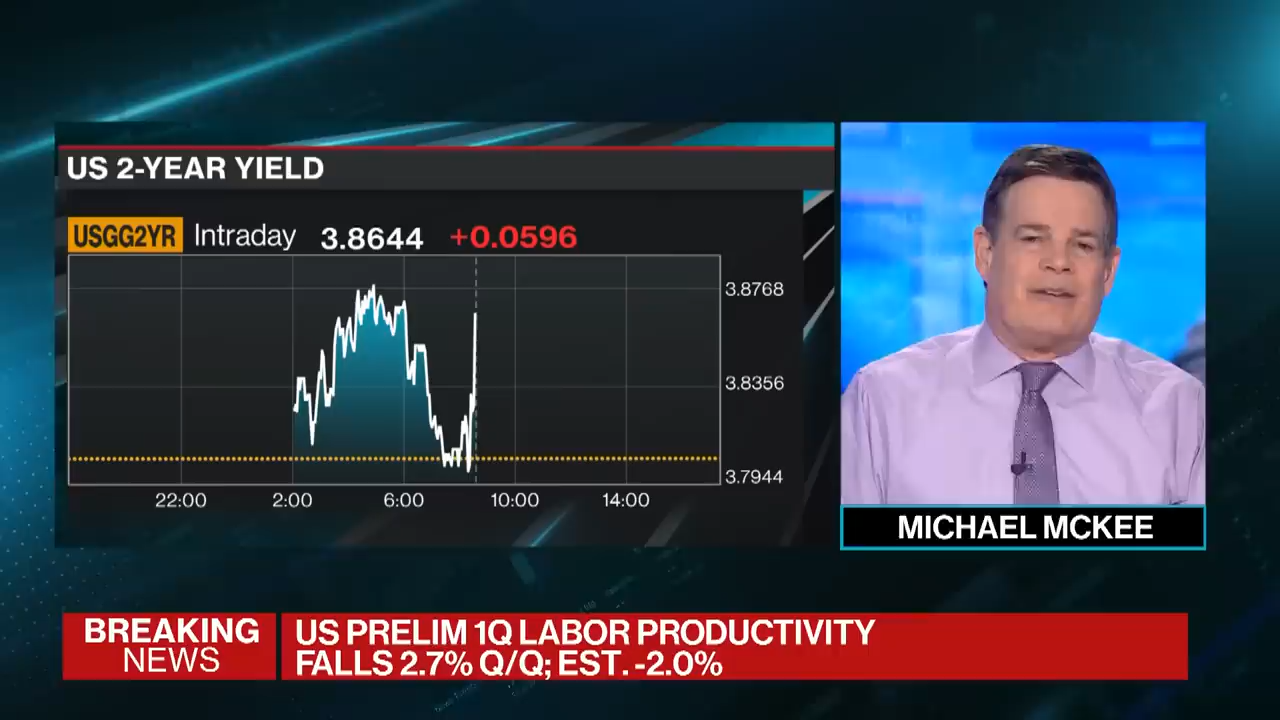 US 2-YEAR YIELD
USGG2YR Intraday 3.8644 +0.0596
3.8768
3.8356
3.7944
22:00 2:00 6:00 10:00 14:00
MICHAEL MCKEE
BREAKING NEWS
US PRELIM 1Q LABOR PRODUCTIVITY
FALLS 2.7% Q/Q; EST. -2.0%